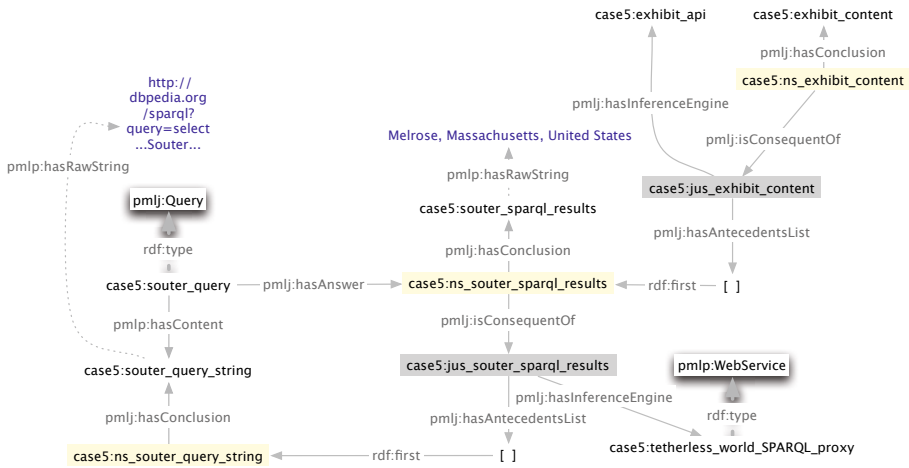 case5:exhibit_api
case5:exhibit_content
pmlj:hasConclusion
case5:ns_exhibit_content
http://
dbpedia.org
/sparql?
query=select
...Souter...
pmlj:hasInferenceEngine
Melrose, Massachusetts, United States
pmlj:isConsequentOf
pmlp:hasRawString
pmlp:hasRawString
case5:jus_exhibit_content
pmlj:Query
case5:souter_sparql_results
pmlj:hasAntecedentsList
rdf:type
pmlj:hasConclusion
case5:souter_query
pmlj:hasAnswer
case5:ns_souter_sparql_results
rdf:first
[ ]
pmlp:hasContent
pmlj:isConsequentOf
case5:souter_query_string
case5:jus_souter_sparql_results
pmlp:WebService
pmlj:hasInferenceEngine
pmlj:hasConclusion
pmlj:hasAntecedentsList
rdf:type
case5:tetherless_world_SPARQL_proxy
case5:ns_souter_query_string
rdf:first
[ ]